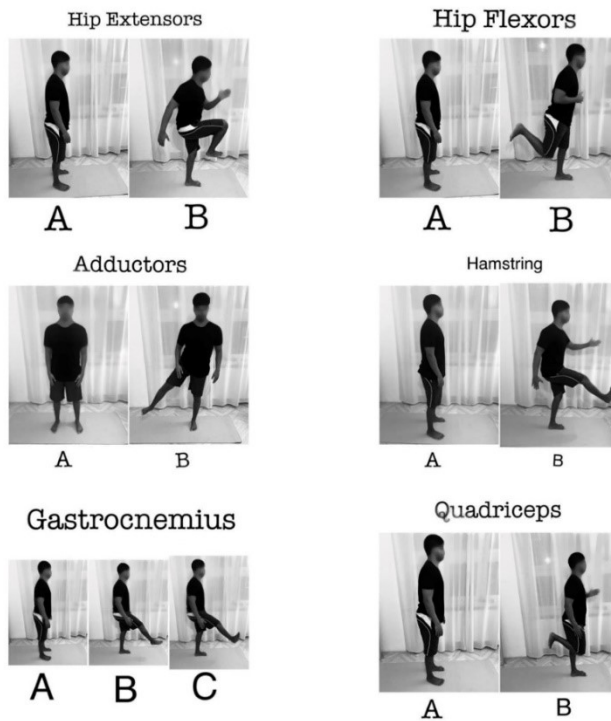 Hip Extensors
Hip Flexors
A B
A B
Adductors
Hamstring
A B
A B
Gastrocnemius
Quadriceps
A B C
A B